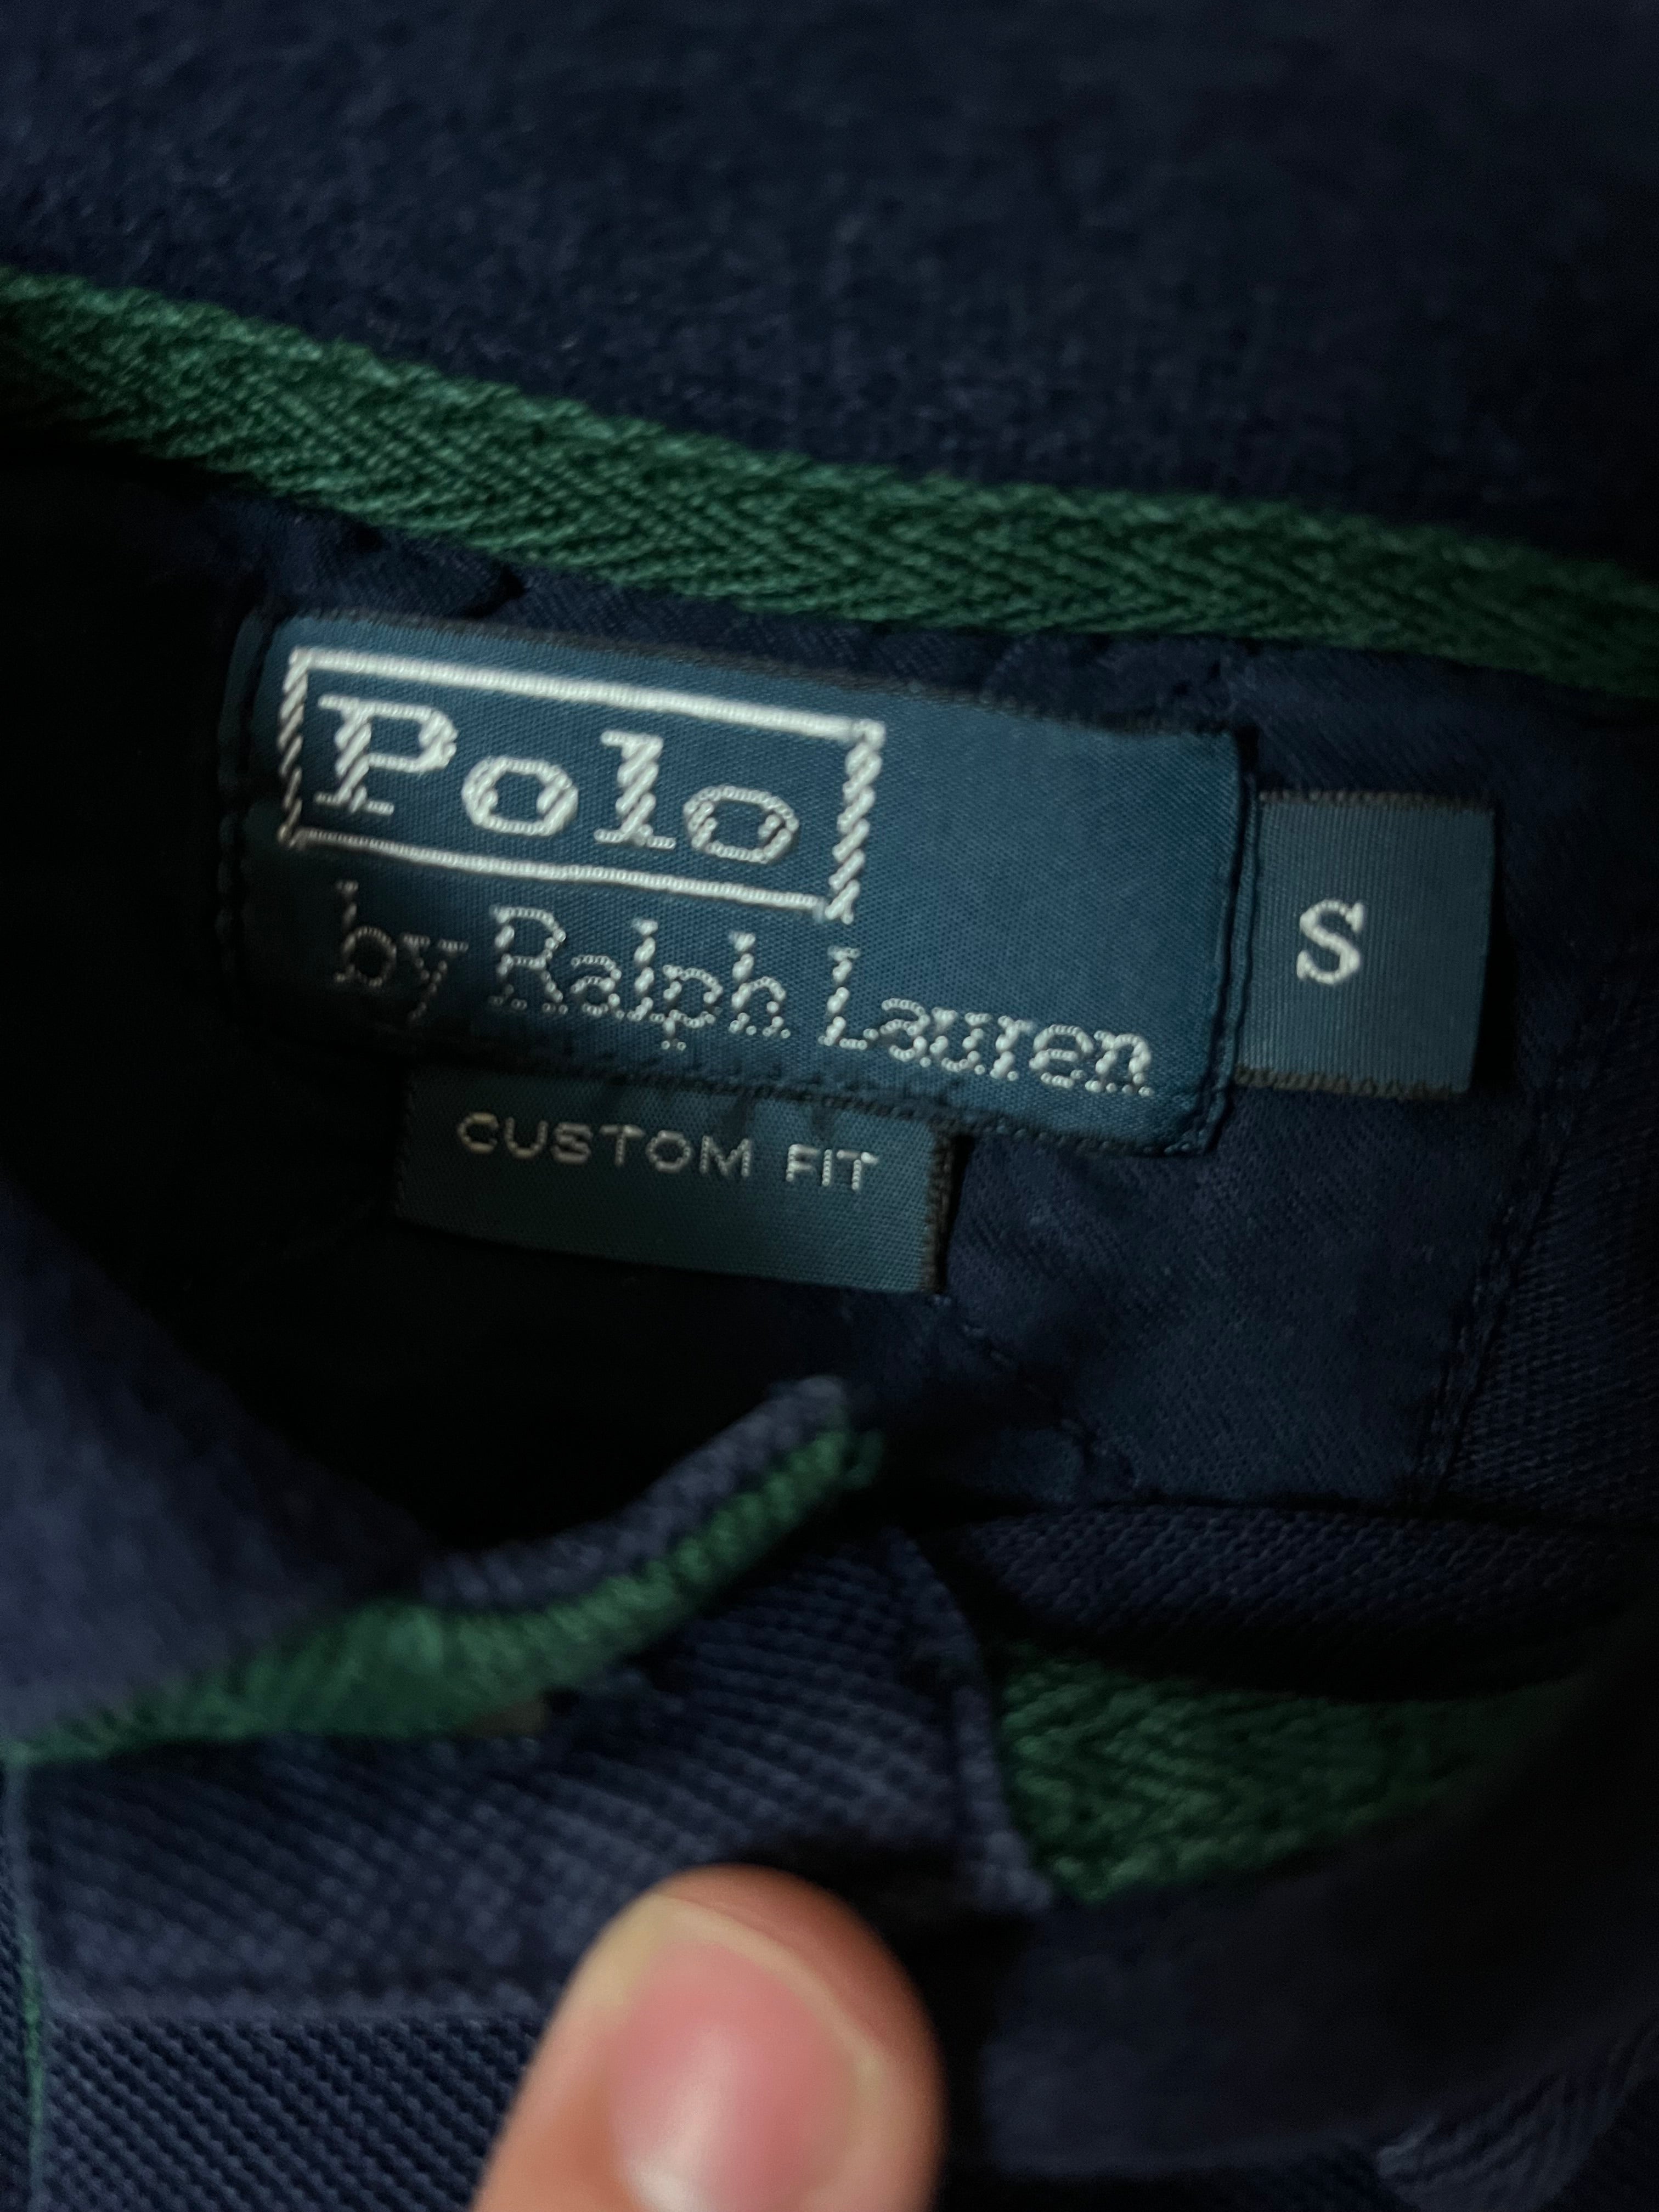 Polo
by Ralph Lauren
S
CUSTOM FIT